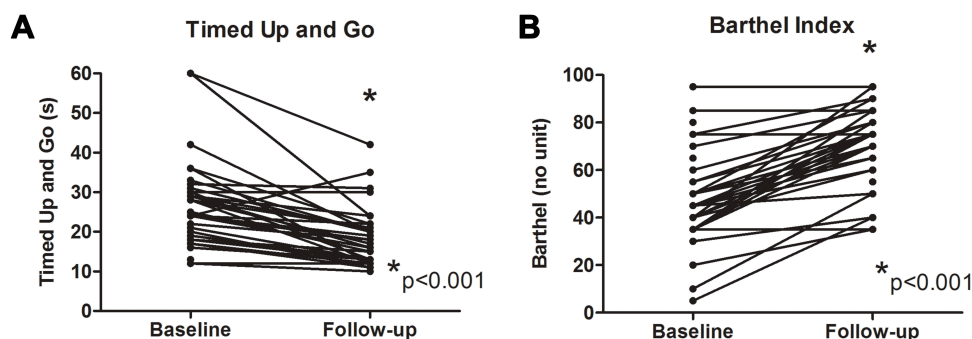 A
Timed Up and Go
Timed Up and Go (s)
60
50
40
30
20
10
0
*
*p<0.001
Baseline
Follow-up
B
Barthel Index
Barthel (no unit)
100
80
60
40
20
0
*
*p<0.001
Baseline
Follow-up